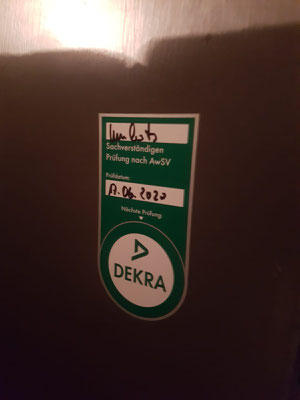 Sachverständigen
Prüfung nach AwSV
Prüfdatum:
Nächste Prüfung:
DEKRA